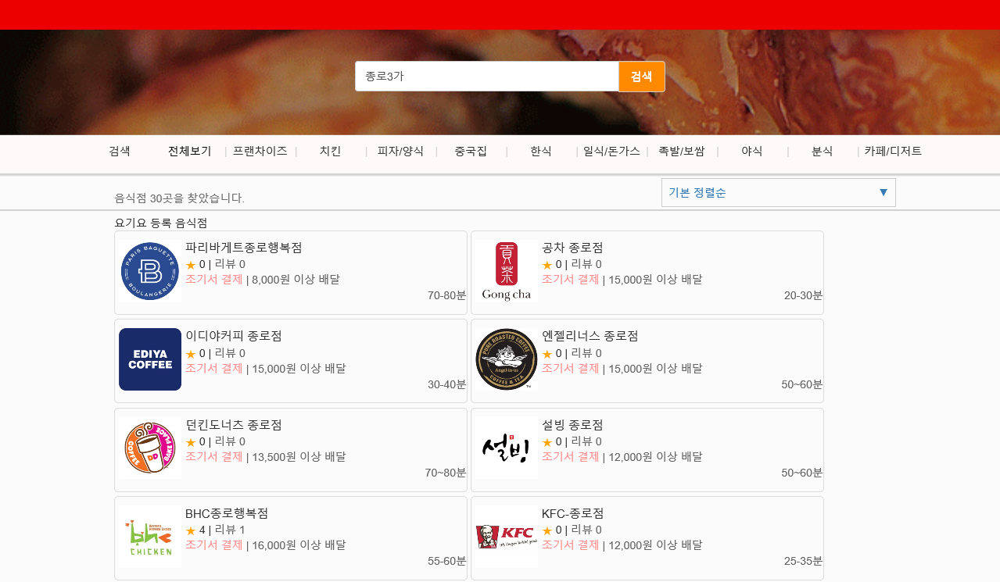 종로3가
검색
검색 전체보기 | 프랜차이즈 | 치킨 | 피자/양식 | 중국집 | 한식 | 일식/돈가스 | 족발/보쌈 | 야식 | 분식 | 카페/디저트
음식점 30곳을 찾았습니다.
기본 정렬순 ▼
요기요 등록 음식점
PARIS BAGUETTE
B
BOULANGERIE
파리바게트종로행복점
★ 0 | 리뷰 0
조기서 결제 | 8,000원 이상 배달
70-80분
貢茶
Gong cha
공차 종로점
★ 0 | 리뷰 0
조기서 결제 | 15,000원 이상 배달
20-30분
EDIYA
COFFEE
이디야커피 종로점
★ 0 | 리뷰 0
조기서 결제 | 15,000원 이상 배달
30-40분
PURE ROASTED COFFEE
Angel-in-us
COFFEE & TEA
TM
엔젤리너스 종로점
★ 0 | 리뷰 0
조기서 결제 | 15,000원 이상 배달
50~60분
DD
던킨도너츠 종로점
★ 0 | 리뷰 0
조기서 결제 | 13,500원 이상 배달
70~80분
설빙
설빙 종로점
★ 0 | 리뷰 0
조기서 결제 | 12,000원 이상 배달
50~60분
bhc
CHICKEN
BHC종로행복점
★ 4 | 리뷰 1
조기서 결제 | 16,000원 이상 배달
55-60분
KFC
KFC-종로점
★ 0 | 리뷰 0
조기서 결제 | 12,000원 이상 배달
25-35분